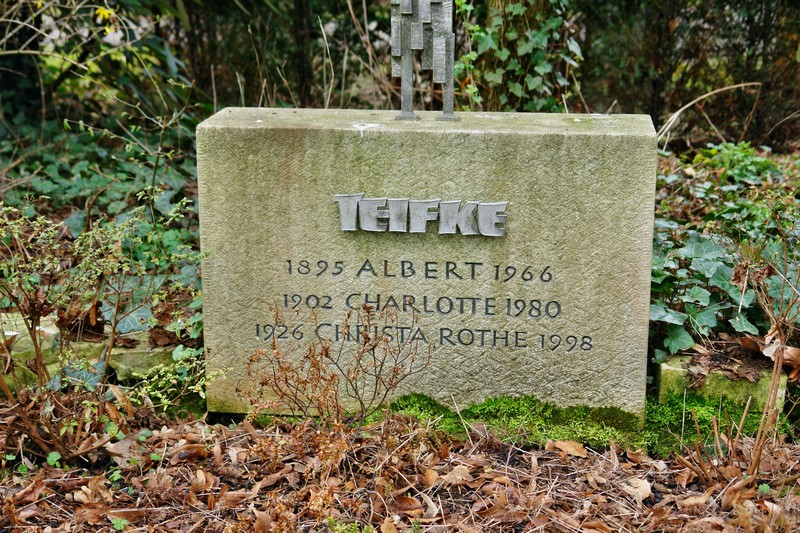 TEIFKE
1895 ALBERT 1966
1902 CHARLOTTE 1980
1926 CHRISTA ROTHE 1998